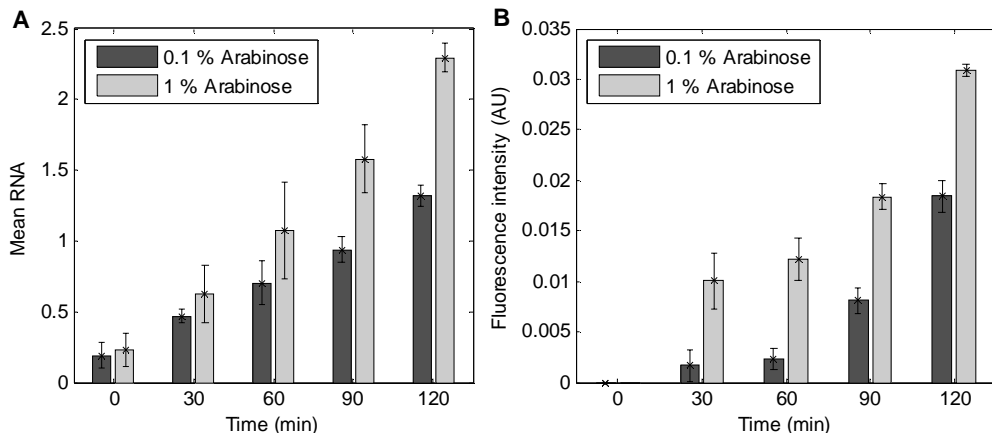 A
Mean RNA
2.5
2
1.5
1
0.5
0
0.1 % Arabinose
1 % Arabinose
0 30 60 90 120
Time (min)
B
Fluorescence intensity (AU)
0.035
0.03
0.025
0.02
0.015
0.01
0.005
0
0.1 % Arabinose
1 % Arabinose
0 30 60 90 120
Time (min)